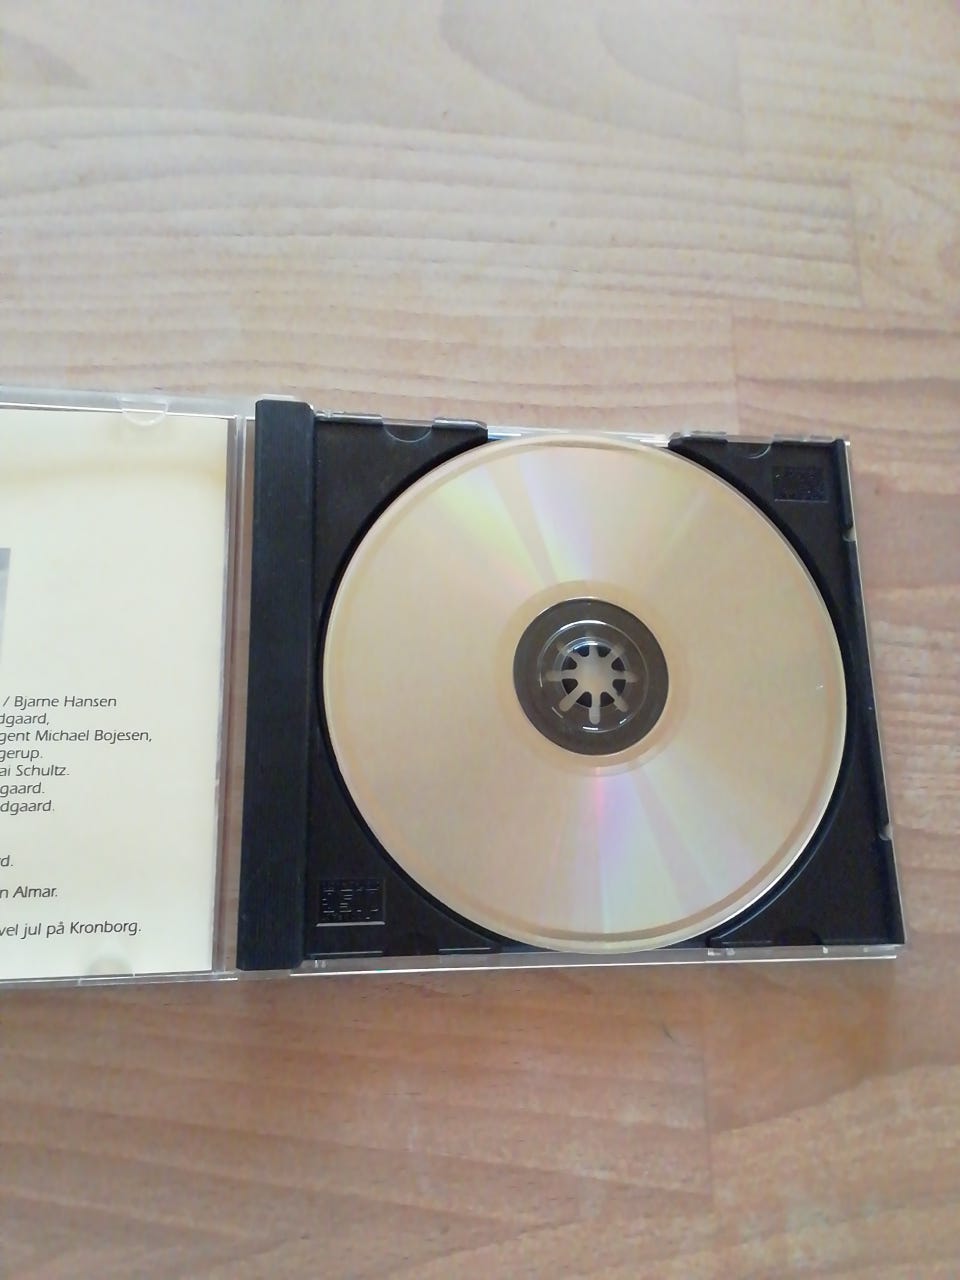 / Bjarne Hansen
dgaard,
gent Michael Bojesen,
gerup.
ai Schultz.
gaard.
dgaard.
d.
n Almar.
vel jul på Kronborg.